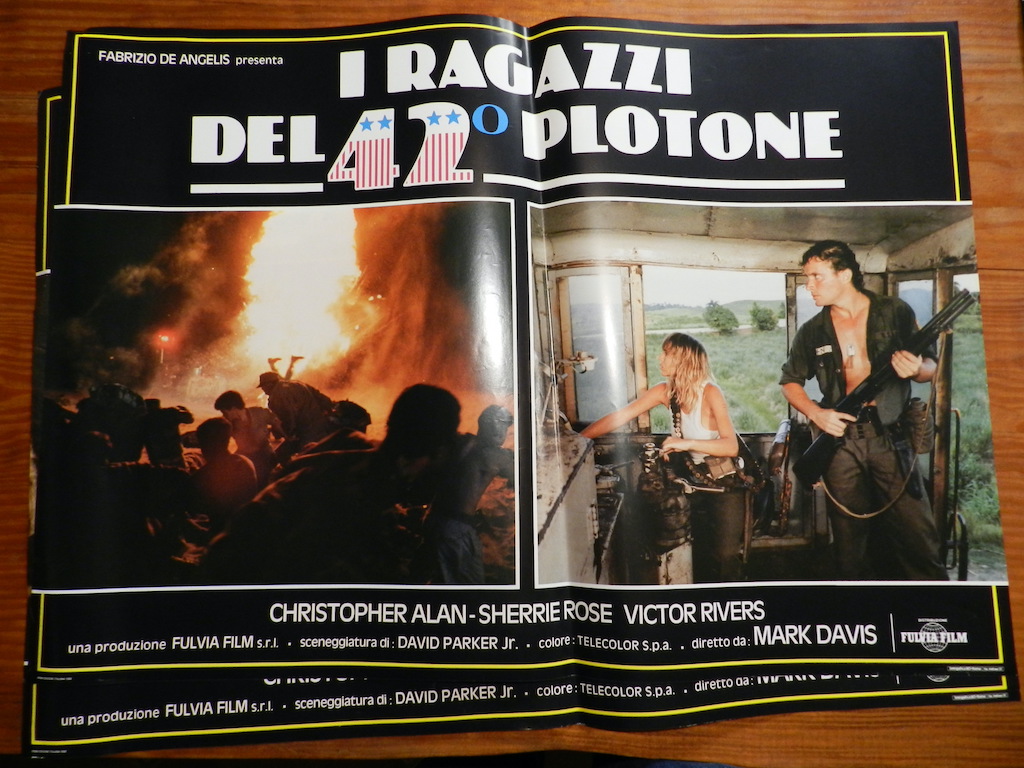 FABRIZIO DE ANGELIS presenta
I RAGAZZI
DEL 42º PLOTONE
CHRISTOPHER ALAN - SHERRIE ROSE VICTOR RIVERS
una produzione FULVIA FILM s.r.l. • sceneggiatura di: DAVID PARKER Jr. • colore: TELECOLOR S.p.a. • diretto da: MARK DAVIS
DISTRIBUZIONE
FULVIA FILM
una produzione FULVIA FILM s.r.l. • sceneggiatura di: DAVID PARKER Jr. • colore: TELECOLOR S.p.a. • diretto da: MARK DAVIS